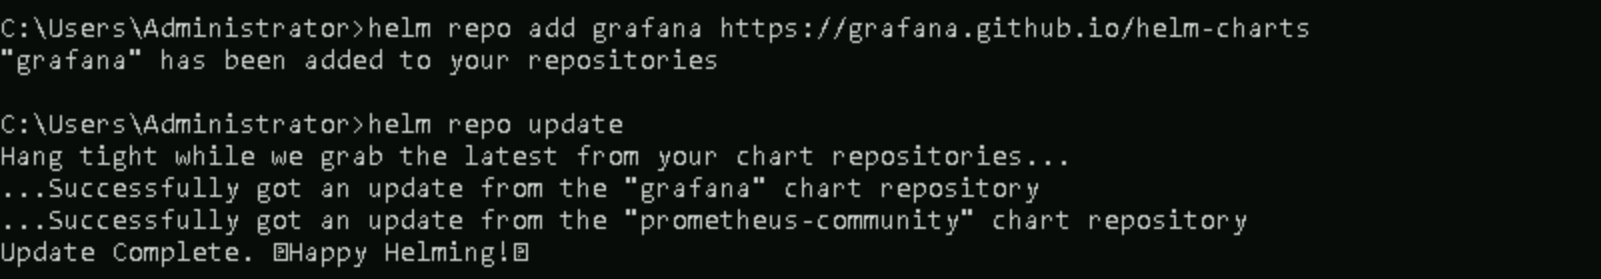 C:\Users\Administrator>helm repo add grafana https://grafana.github.io/helm-charts
"grafana" has been added to your repositories
C:\Users\Administrator>helm repo update
Hang tight while we grab the latest from your chart repositories...
...Successfully got an update from the "grafana" chart repository
...Successfully got an update from the "prometheus-community" chart repository
Update Complete. ⍰Happy Helming!⍰